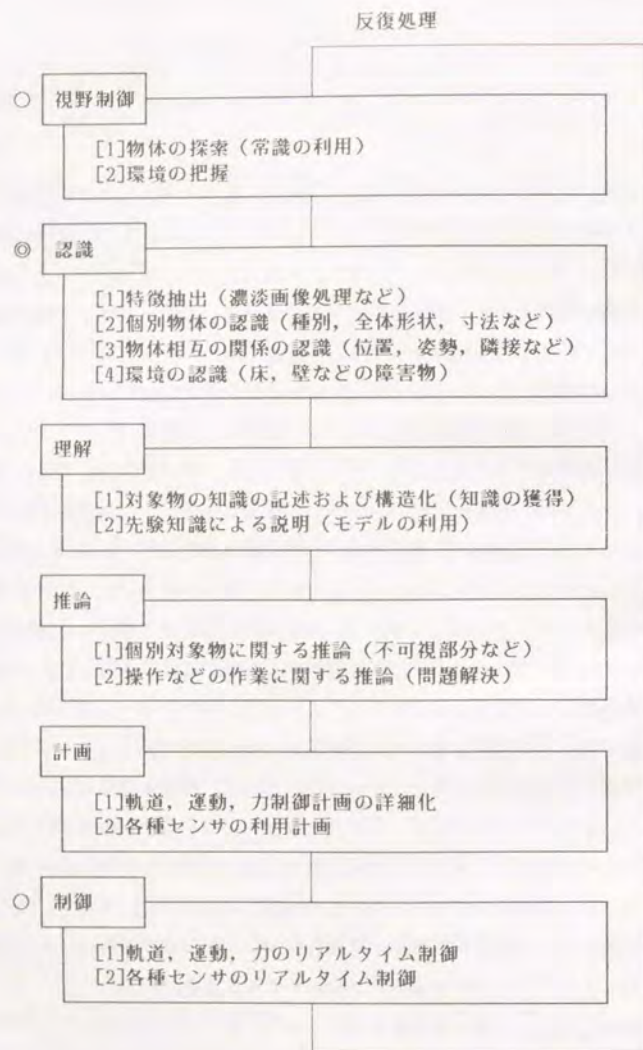 反復処理
○ 視野制御
[1]物体の探索（常識の利用）
[2]環境の把握
◎ 認識
[1]特徴抽出（濃淡画像処理など）
[2]個別物体の認識（種別，全体形状，寸法など）
[3]物体相互の関係の認識（位置，姿勢，隣接など）
[4]環境の認識（床，壁などの障害物）
理解
[1]対象物の知識の記述および構造化（知識の獲得）
[2]先験知識による説明（モデルの利用）
推論
[1]個別対象物に関する推論（不可視部分など）
[2]操作などの作業に関する推論（問題解決）
計画
[1]軌道，運動，力制御計画の詳細化
[2]各種センサの利用計画
○ 制御
[1]軌道，運動，力のリアルタイム制御
[2]各種センサのリアルタイム制御